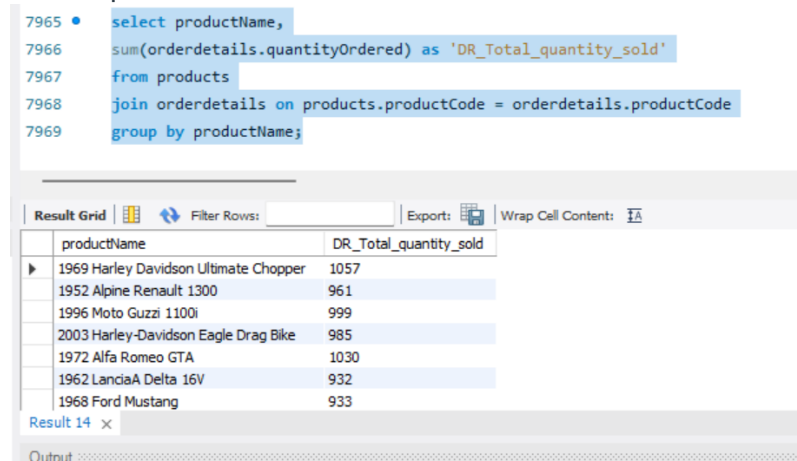 7965 select productName,
7966 sum(orderdetails.quantityOrdered) as 'DR_Total_quantity_sold'
7967 from products
7968 join orderdetails on products.productCode = orderdetails.productCode
7969 group by productName;
Result Grid Filter Rows: Export: Wrap Cell Content: IA
productName DR_Total_quantity_sold
1969 Harley Davidson Ultimate Chopper 1057
1952 Alpine Renault 1300 961
1996 Moto Guzzi 1100i 999
2003 Harley-Davidson Eagle Drag Bike 985
1972 Alfa Romeo GTA 1030
1962 LanciaA Delta 16V 932
1968 Ford Mustang 933
Result 14 ×
Output